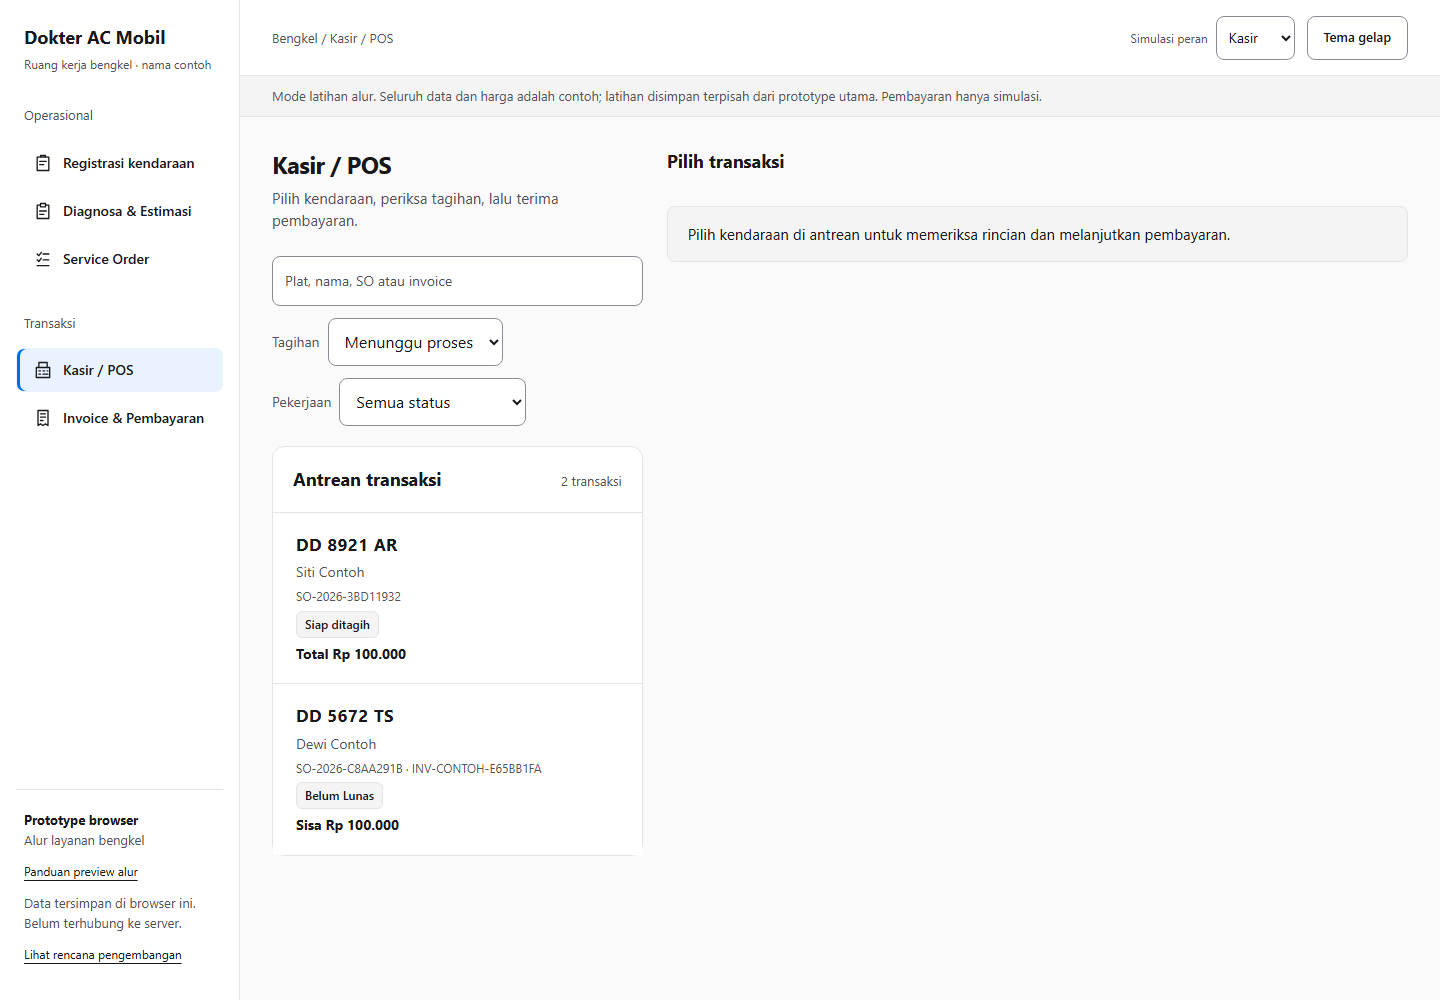 Dokter AC Mobil
Ruang kerja bengkel · nama contoh
Operasional
Registrasi kendaraan
Diagnosa & Estimasi
Service Order
Transaksi
Kasir / POS
Invoice & Pembayaran
Prototype browser
Alur layanan bengkel
Panduan preview alur
Data tersimpan di browser ini.
Belum terhubung ke server.
Lihat rencana pengembangan
Bengkel / Kasir / POS
Simulasi peran
Kasir
Tema gelap
Mode latihan alur. Seluruh data dan harga adalah contoh; latihan disimpan terpisah dari prototype utama. Pembayaran hanya simulasi.
Kasir / POS
Pilih kendaraan, periksa tagihan, lalu terima
pembayaran.
Plat, nama, SO atau invoice
Tagihan
Menunggu proses
Pekerjaan
Semua status
Antrean transaksi
2 transaksi
DD 8921 AR
Siti Contoh
SO-2026-3BD11932
Siap ditagih
Total Rp 100.000
DD 5672 TS
Dewi Contoh
SO-2026-C8AA291B · INV-CONTOH-E65BB1FA
Belum Lunas
Sisa Rp 100.000
Pilih transaksi
Pilih kendaraan di antrean untuk memeriksa rincian dan melanjutkan pembayaran.